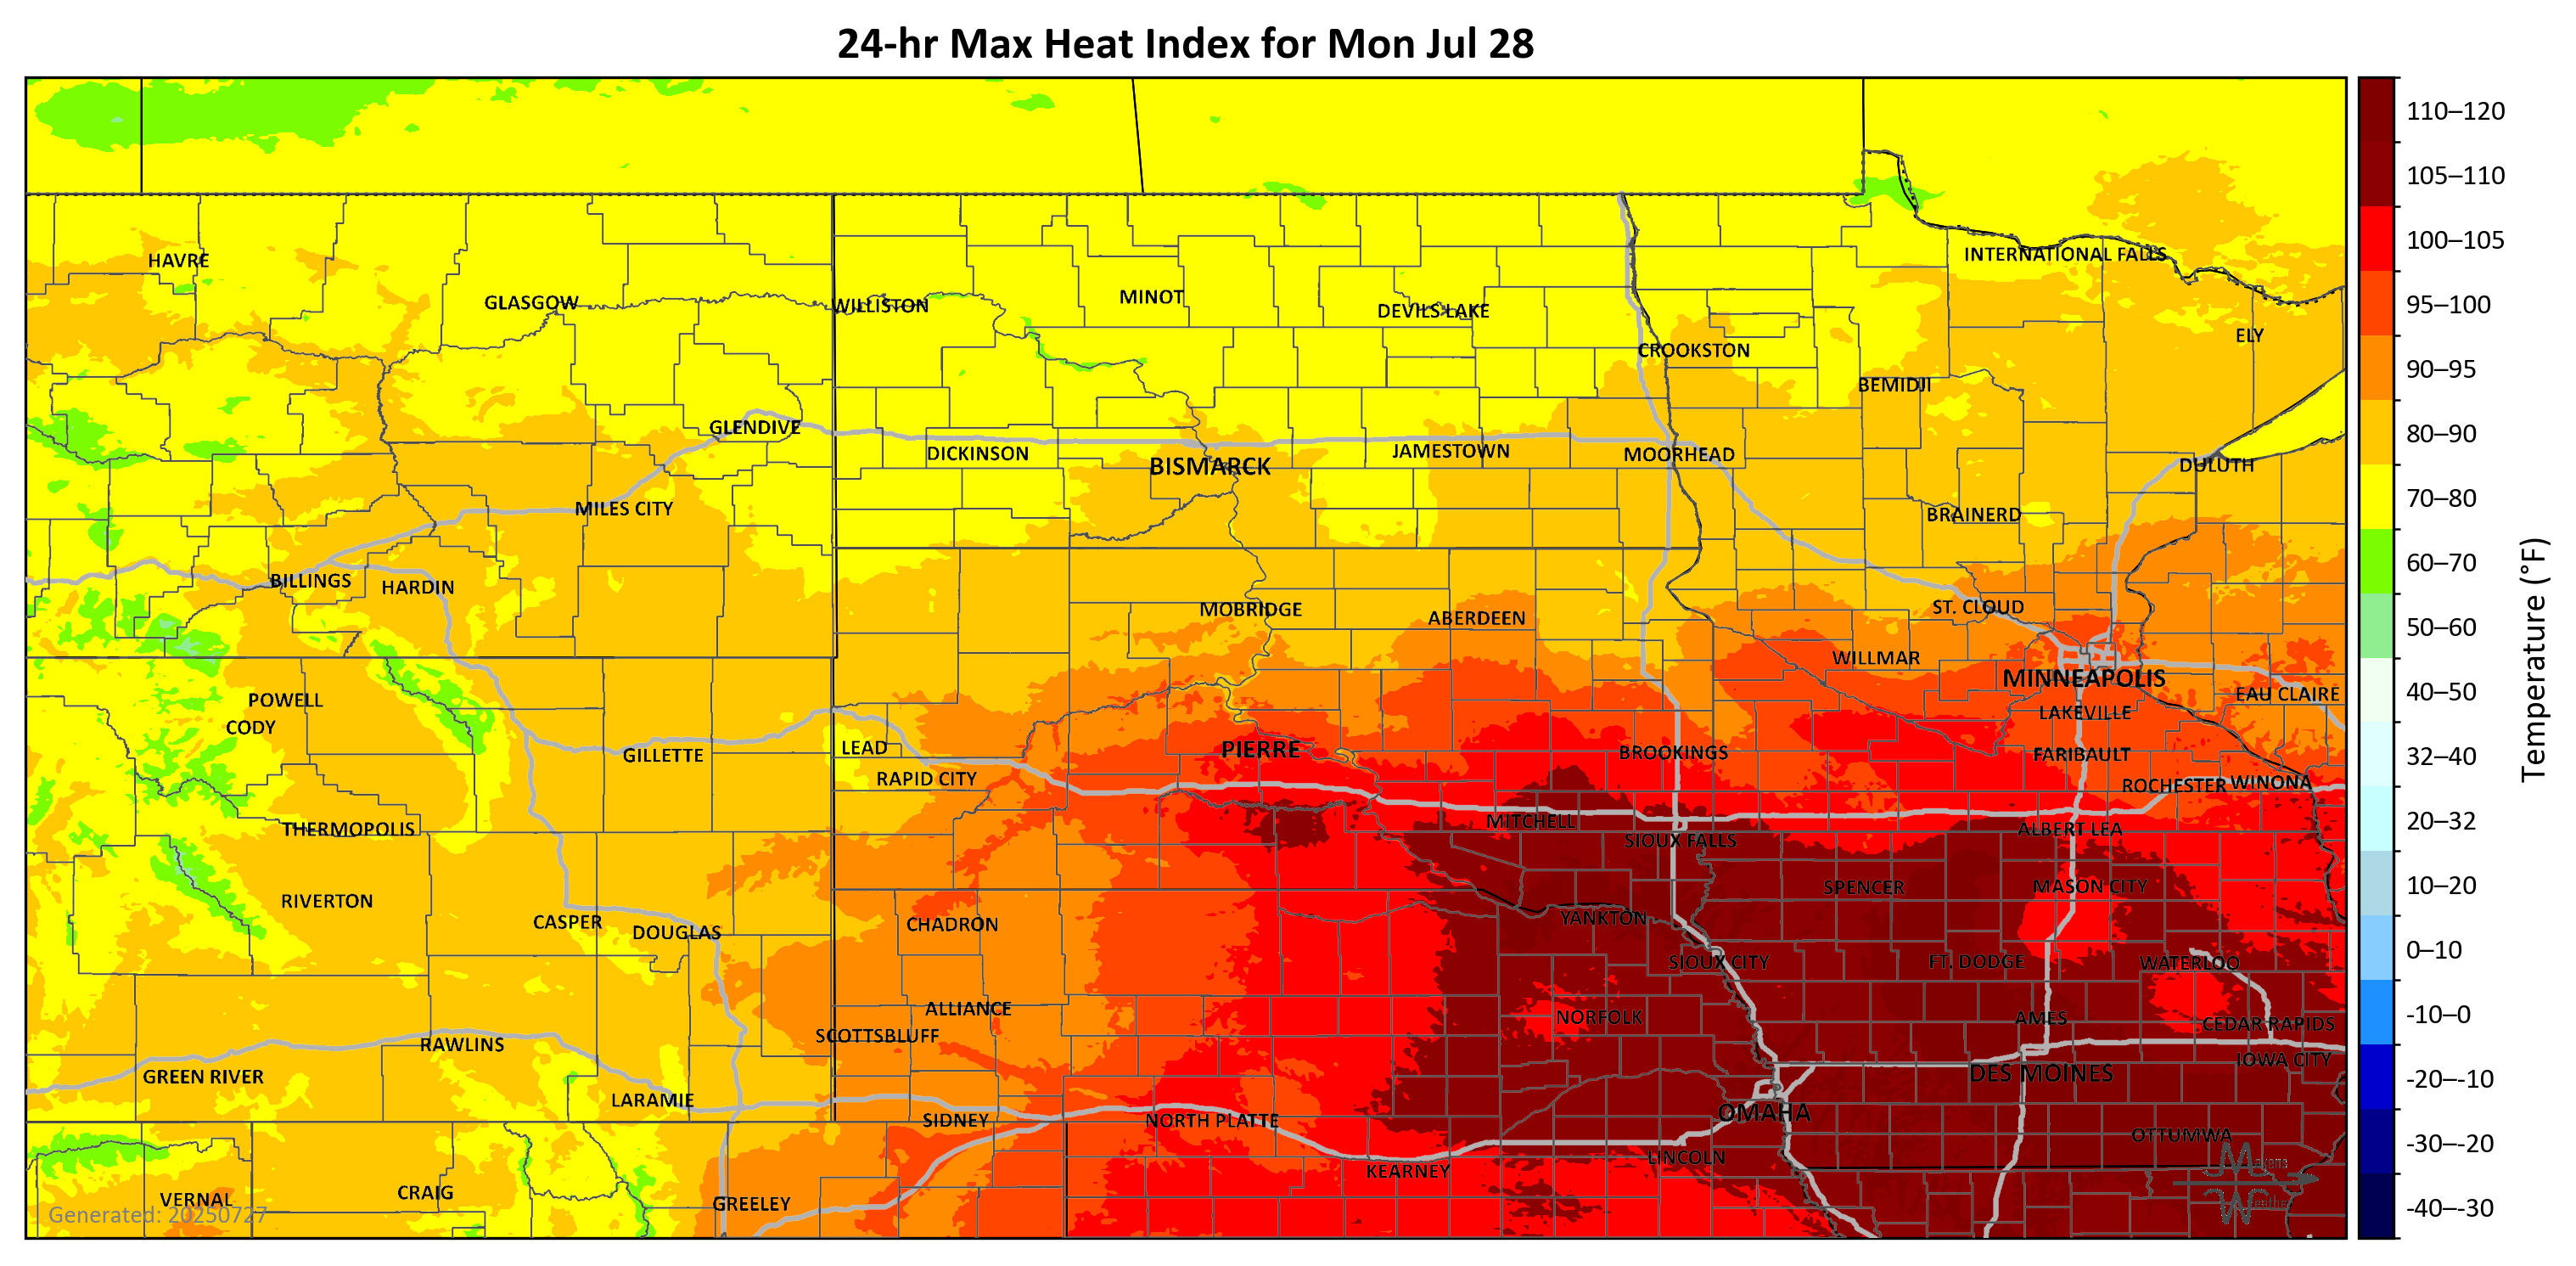 24-hr Max Heat Index for Mon Jul 28
110–120
105–110
100–105
95–100
90–95
80–90
70–80
60–70
50–60
40–50
32–40
20–32
10–20
0–10
-10–0
-20–-10
-30–-20
-40–-30
Temperature (°F)
HAVRE
INTERNATIONAL FALLS
GLASGOW
WILLISTON
MINOT
DEVILS LAKE
ELY
CROOKSTON
BEMIDJI
GLENDIVE
DICKINSON
BISMARCK
JAMESTOWN
MOORHEAD
DULUTH
MILES CITY
BRAINERD
BILLINGS
HARDIN
MOBRIDGE
ABERDEEN
ST. CLOUD
WILLMAR
MINNEAPOLIS
EAU CLAIRE
POWELL
CODY
LAKEVILLE
GILLETTE
LEAD
PIERRE
BROOKINGS
FARIBAULT
RAPID CITY
ROCHESTER
WINONA
THERMOPOLIS
MITCHELL
SIOUX FALLS
ALBERT LEA
RIVERTON
SPENCER
MASON CITY
CASPER
DOUGLAS
CHADRON
YANKTON
SIOUX CITY
FT. DODGE
WATERLOO
ALLIANCE
NORFOLK
AMES
CEDAR RAPIDS
SCOTTSBLUFF
RAWLINS
IOWA CITY
GREEN RIVER
DES MOINES
LARAMIE
SIDNEY
NORTH PLATTE
OMAHA
OTTUMWA
KEARNEY
LINCOLN
VERNAL
CRAIG
GREELEY
Generated: 20250727
Makens
Weather